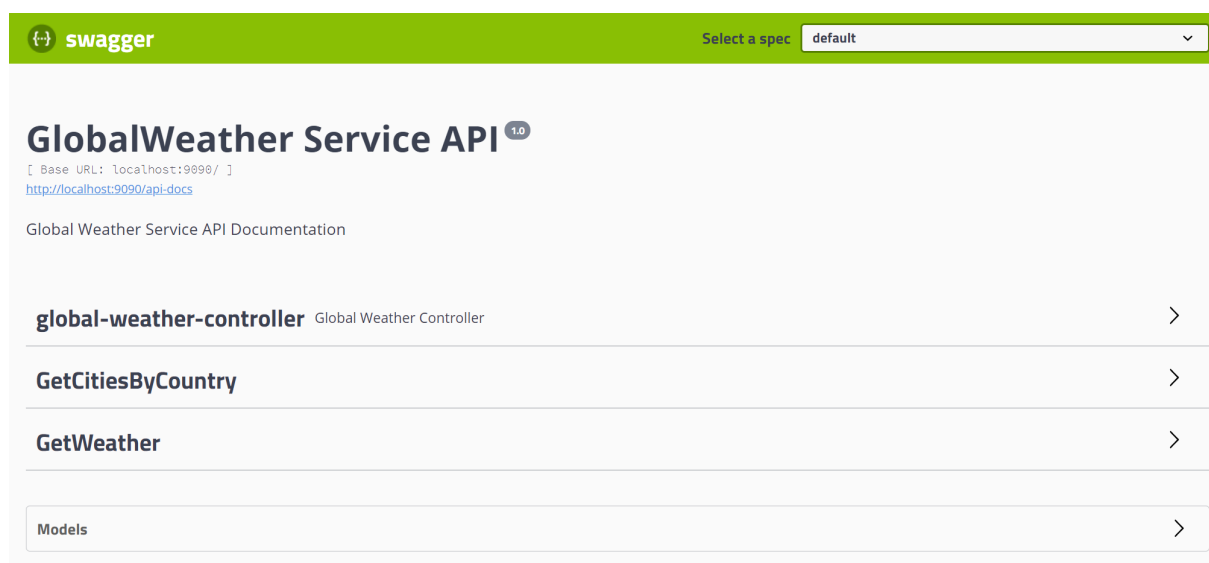 {···} swagger
Select a spec default
GlobalWeather Service API 1.0
[ Base URL: localhost:9090/ ]
http://localhost:9090/api-docs
Global Weather Service API Documentation
global-weather-controller Global Weather Controller
GetCitiesByCountry
GetWeather
Models